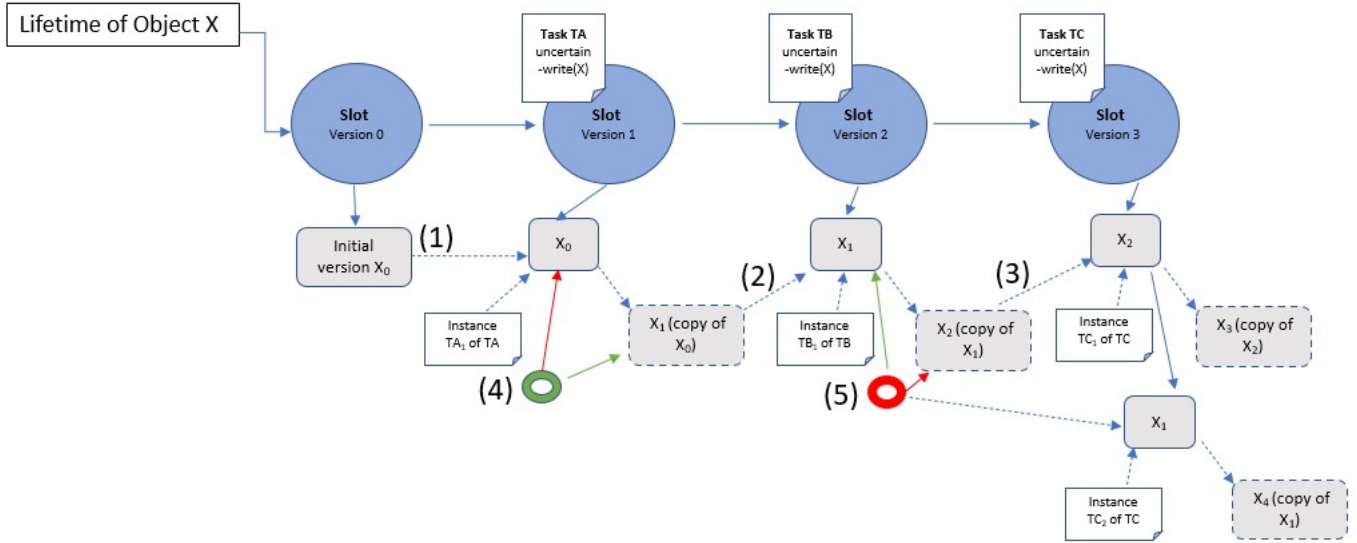 Lifetime of Object X
Task TA
uncertain
-write(X)
Task TB
uncertain
-write(X)
Task TC
uncertain
-write(X)
Slot
Version 0
Slot
Version 1
Slot
Version 2
Slot
Version 3
Initial
version X₀
(1)
X₀
(2)
X₁
(3)
X₂
Instance
TA₁ of TA
X₁ (copy of
X₀)
Instance
TB₁ of TB
X₂ (copy of
X₁)
Instance
TC₁ of TC
X₃ (copy of
X₂)
(4)
(5)
X₁
Instance
TC₂ of TC
X₄ (copy of
X₁)